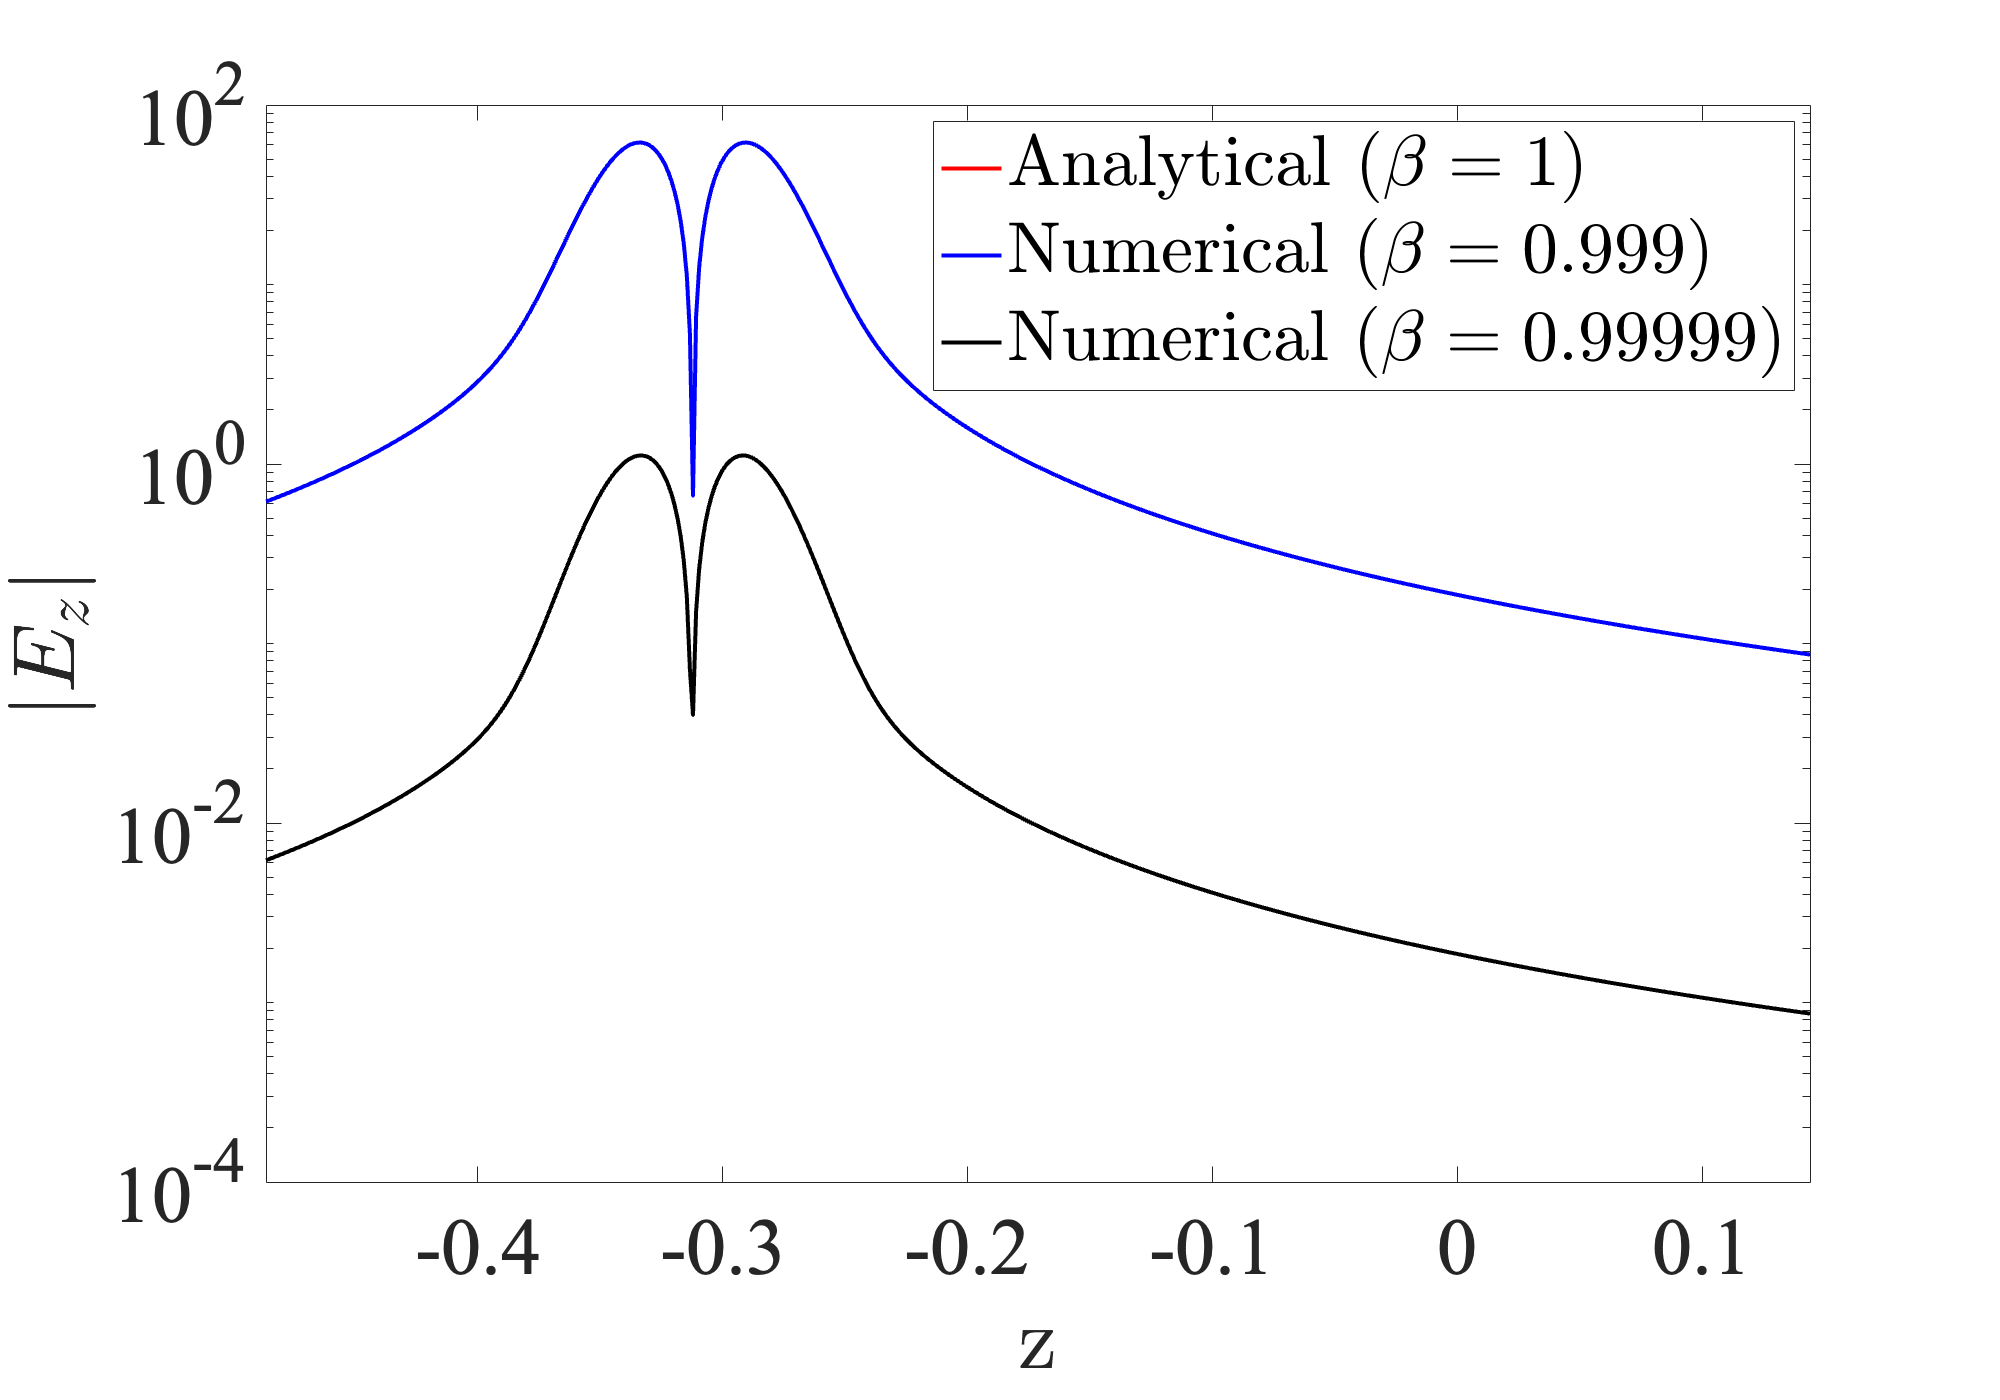 10^2
10^0
10^-2
10^-4
|E_z|
Analytical (β = 1)
Numerical (β = 0.999)
Numerical (β = 0.99999)
-0.4 -0.3 -0.2 -0.1 0 0.1
z